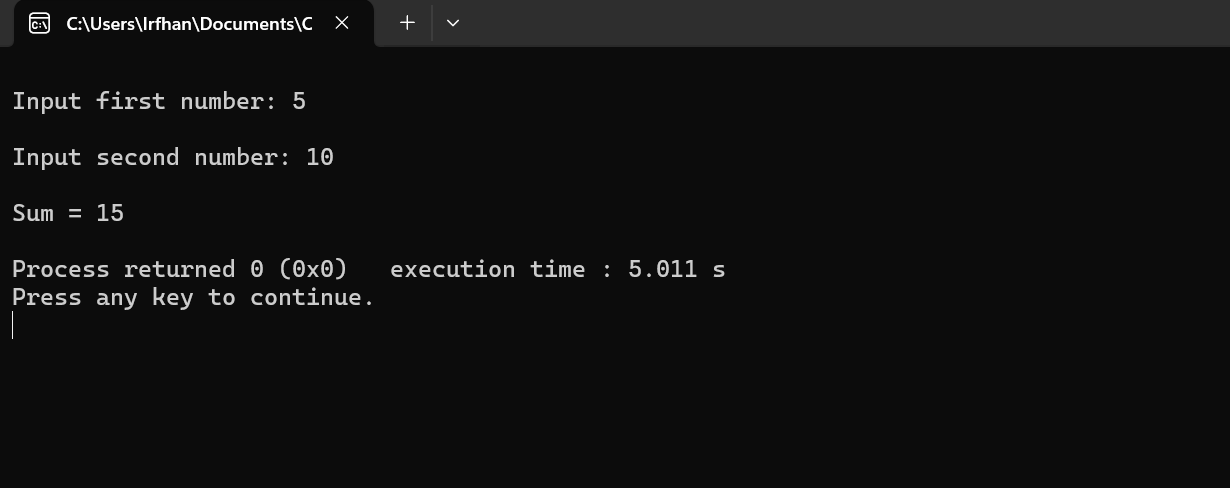 C:\Users\Irfhan\Documents\C
Input first number: 5
Input second number: 10
Sum = 15
Process returned 0 (0x0)   execution time : 5.011 s
Press any key to continue.